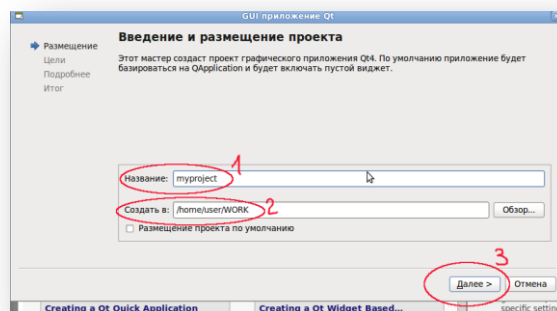 GUI приложение Qt
Введение и размещение проекта
Размещение
Цели
Подробнее
Итог
Этот мастер создаст проект графического приложения Qt4. По умолчанию приложение будет
базироваться на QApplication и будет включать пустой виджет.
1
Название: myproject
2
Создать в: /home/user/WORK
Обзор...
Размещение проекта по умолчанию
3
Далее >
Отмена
Creating a Qt Quick Application
Creating a Qt Widget Based...
specific setting